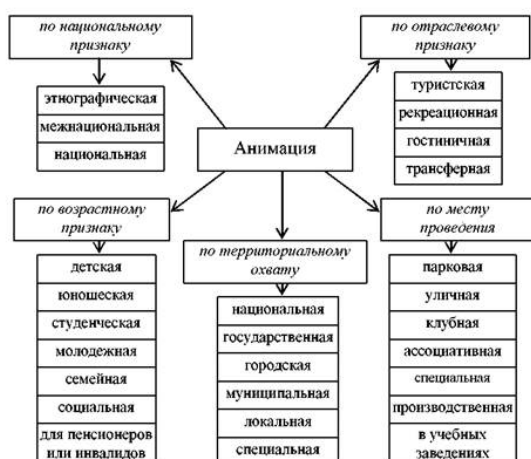 по национальному
признаку
этнографическая
межнациональная
национальная
по отраслевому
признаку
туристская
рекреационная
гостиничная
трансферная
Анимация
по возрастному
признаку
детская
юношеская
студенческая
молодежная
семейная
социальная
для пенсионеров
или инвалидов
по территориальному
охвату
национальная
государственная
городская
муниципальная
локальная
специальная
по месту
проведения
парковая
уличная
клубная
ассоциативная
специальная
производственная
в учебных
заведениях